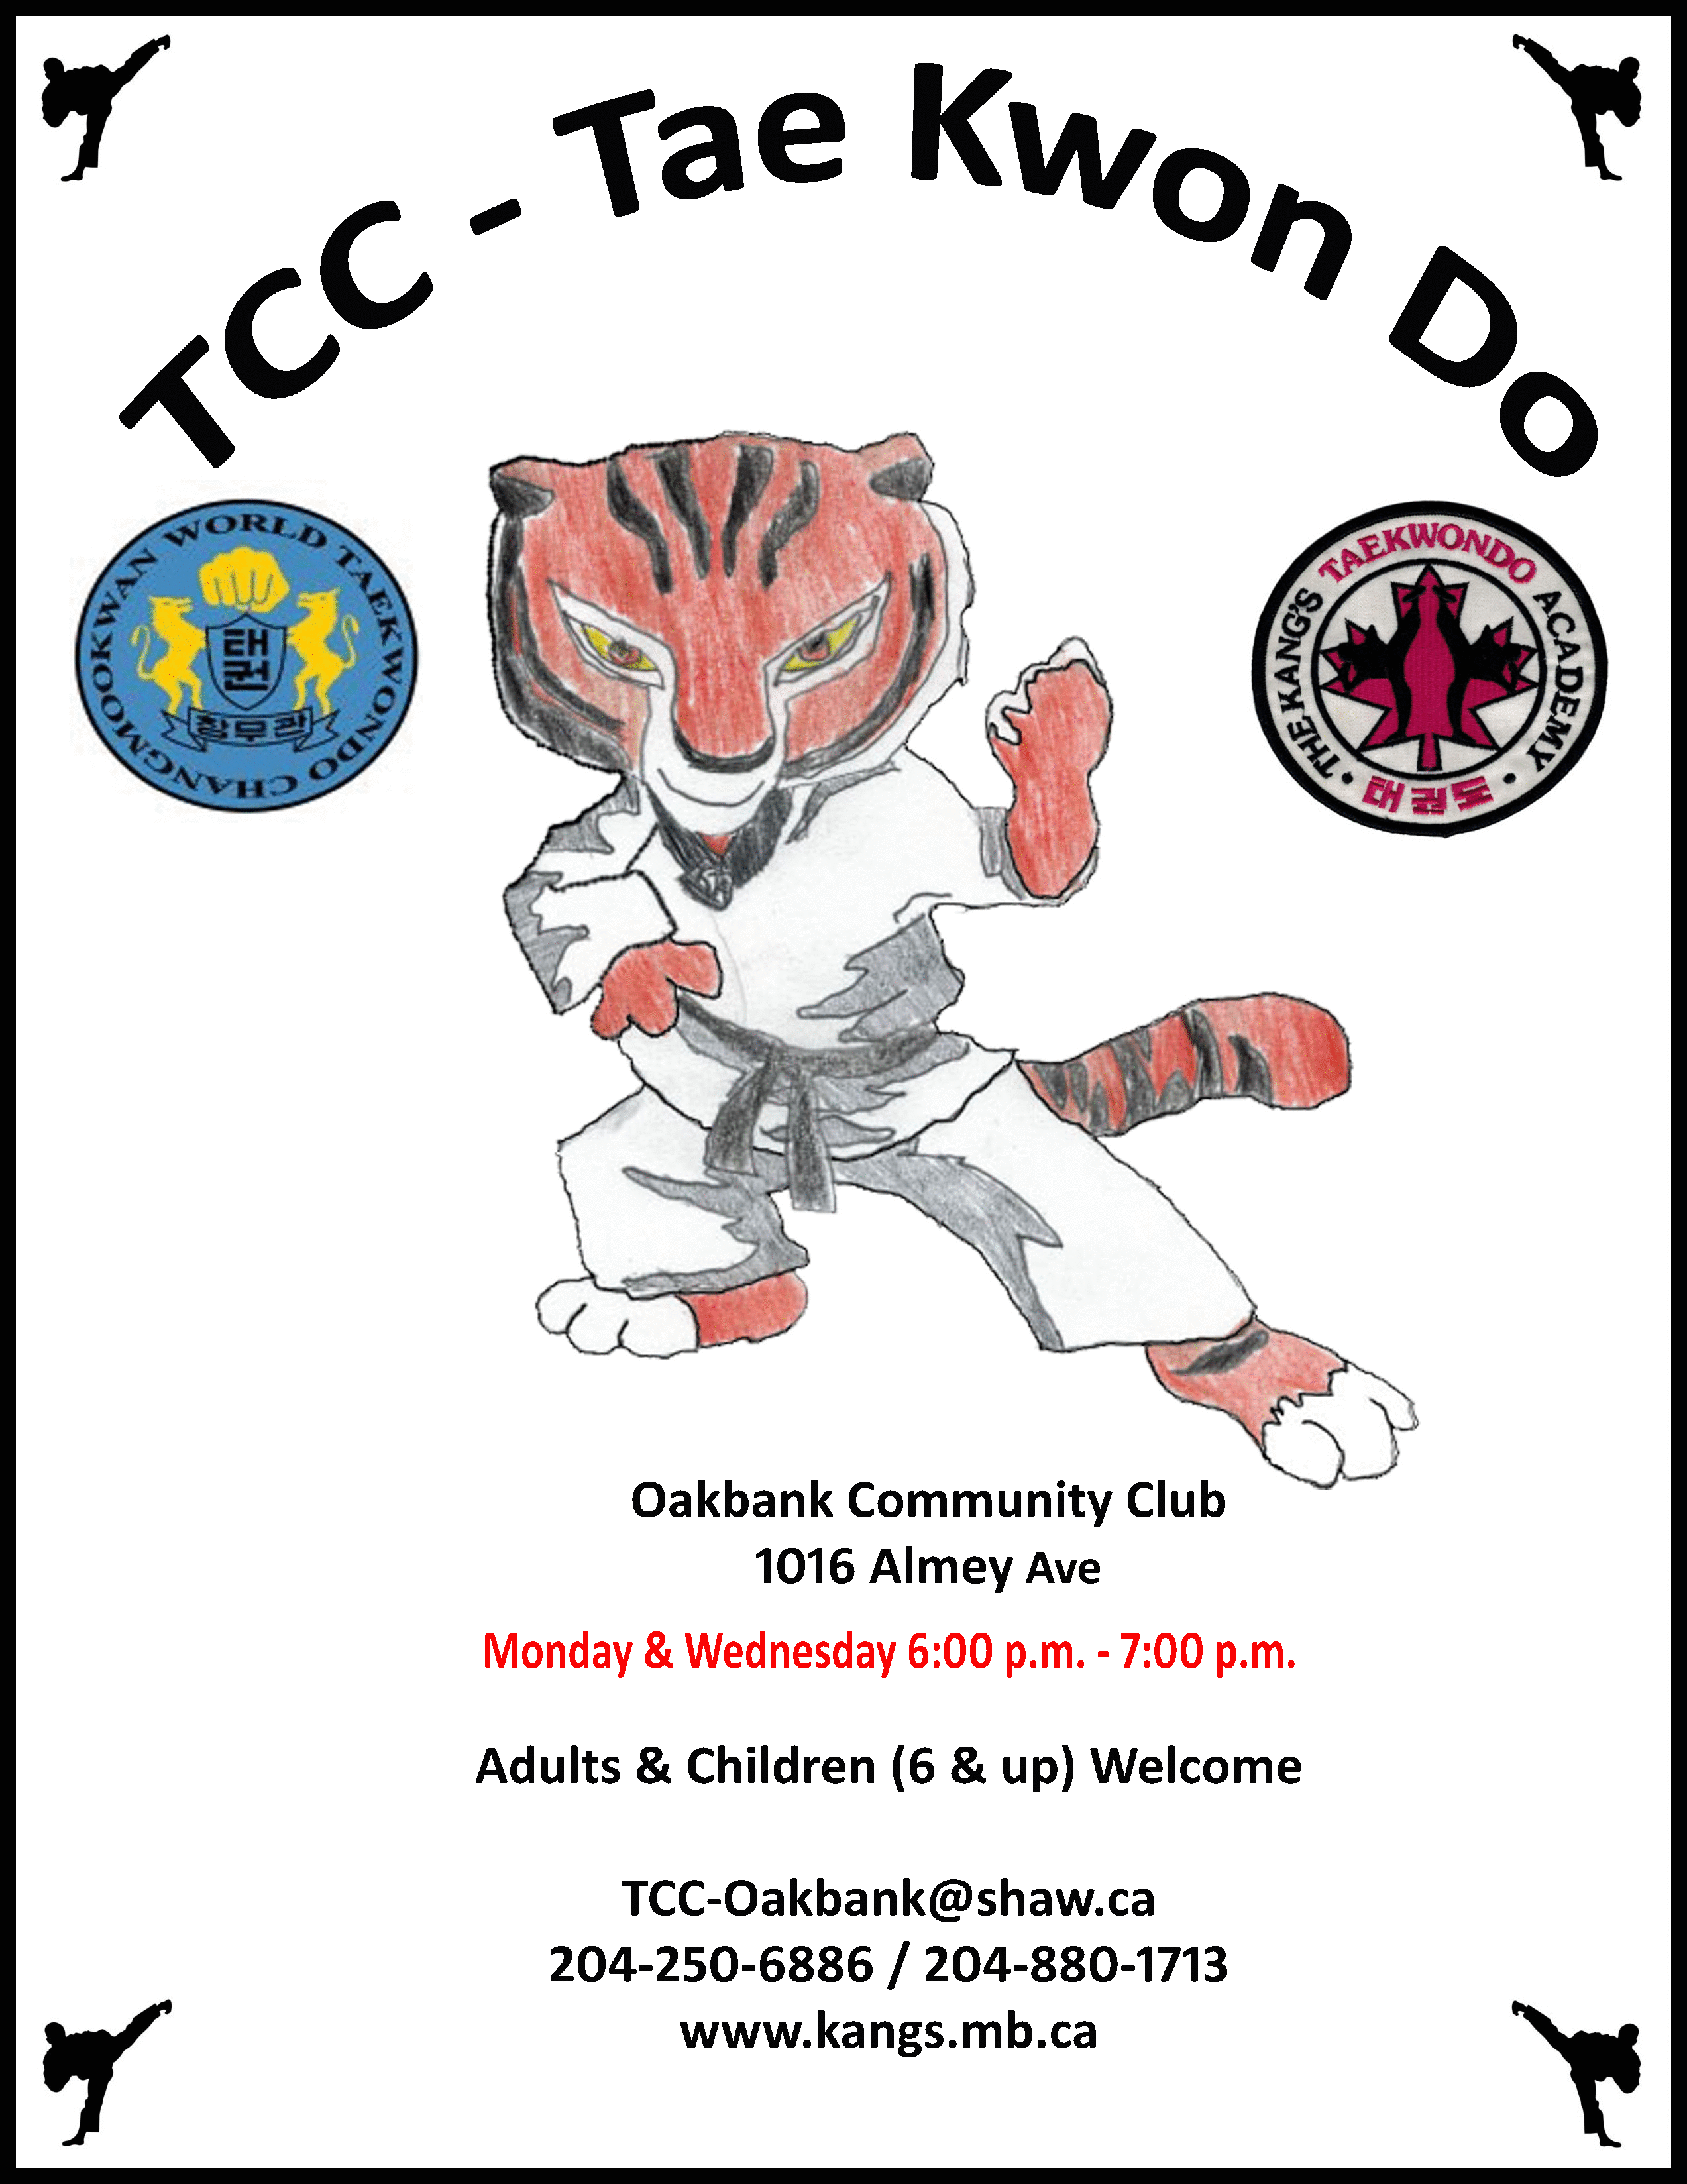 TCC - Tae Kwon Do
WORLD TAEKWONDO CHANGMOOKWAN
태권
창무관
THE KANG'S TAEKWONDO ACADEMY
태권도
Oakbank Community Club
1016 Almey Ave
Monday & Wednesday 6:00 p.m. - 7:00 p.m.
Adults & Children (6 & up) Welcome
TCC-Oakbank@shaw.ca
204-250-6886 / 204-880-1713
www.kangs.mb.ca